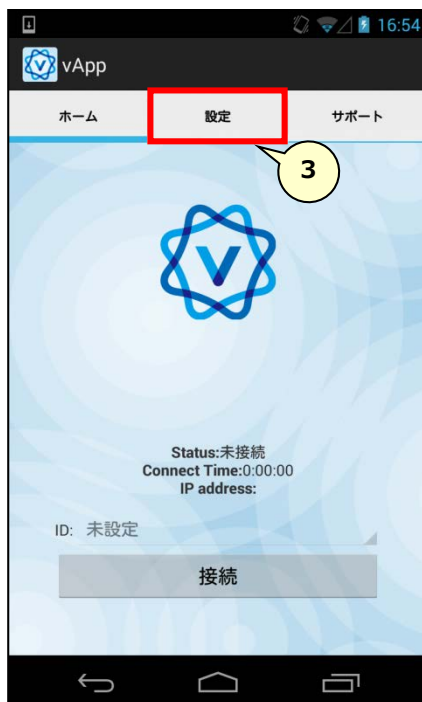 16:54
vApp
ホーム 設定 サポート
3
V
Status:未接続
Connect Time:0:00:00
IP address:
ID: 未設定
接続